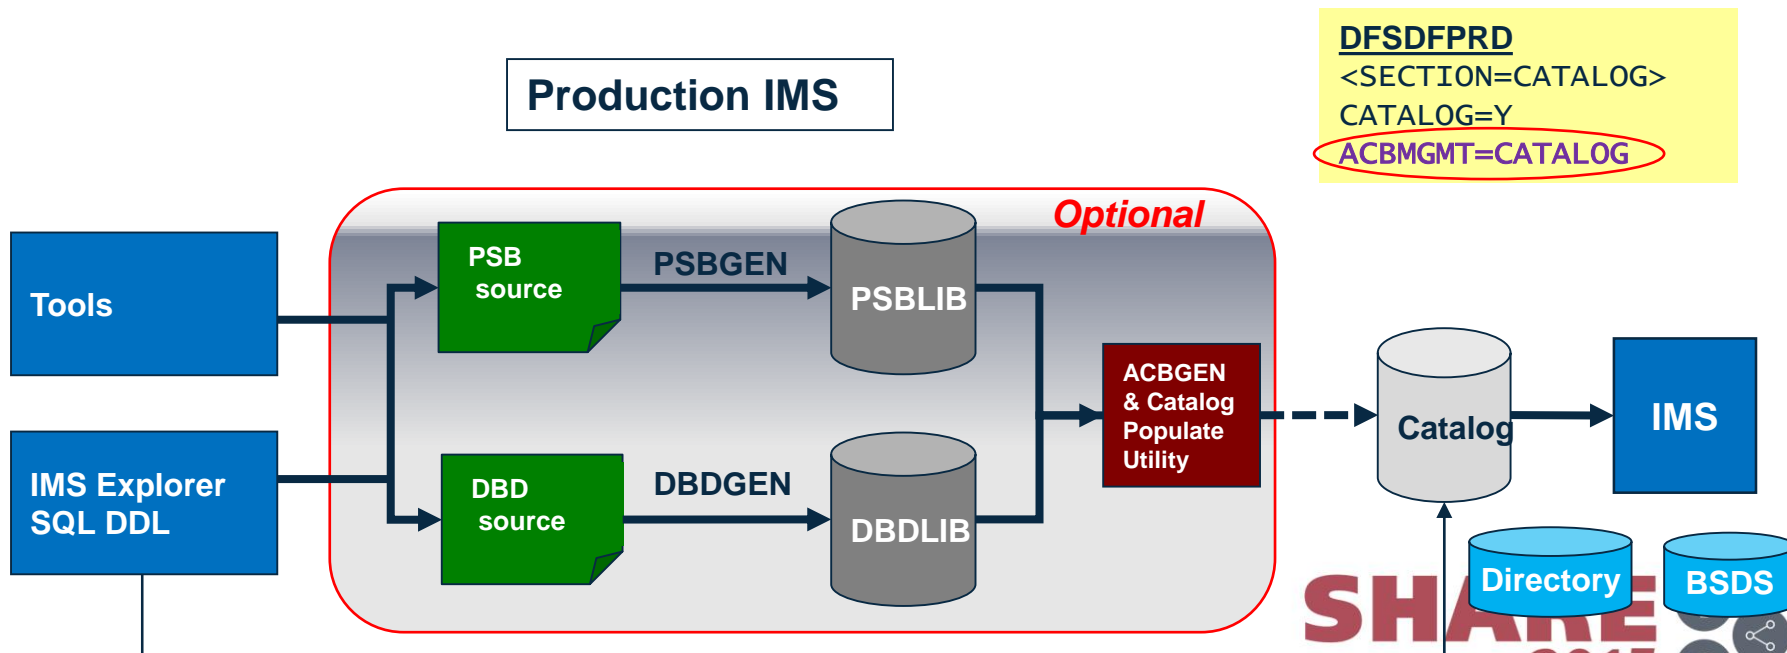 Production IMS
DFSDFPRD
<SECTION=CATALOG>
CATALOG=Y
ACBMGMT=CATALOG
Optional
Tools
PSB
source
PSBGEN
PSBLIB
ACBGEN
& Catalog
Populate
Utility
Catalog
IMS
IMS Explorer
SQL DDL
DBD
source
DBDGEN
DBDLIB
Directory
BSDS
SHARE